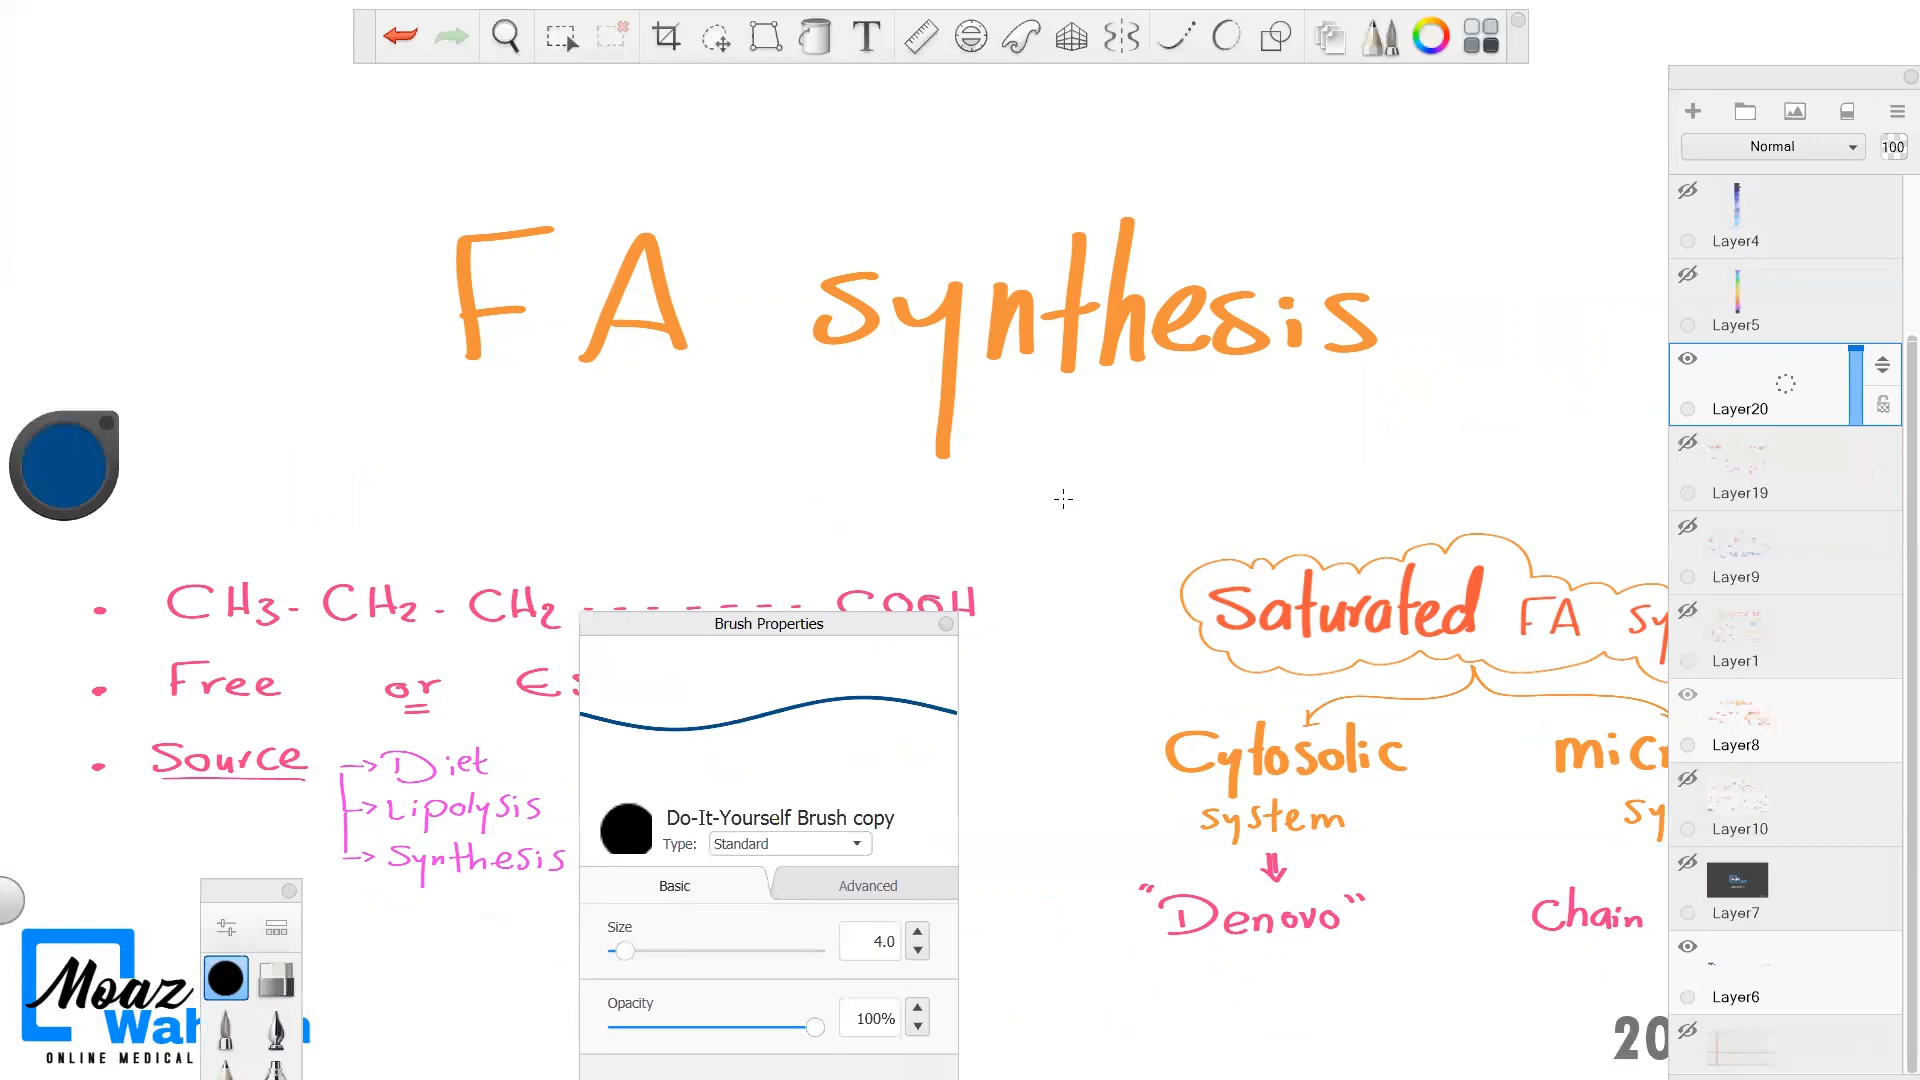 Normal
100
Layer4
Layer5
Layer20
Layer19
Layer9
Layer1
Layer8
Layer10
Layer7
Layer6
FA synthesis
• CH3- CH2 - CH2 ------- COOH
• Free or
• Source
-> Diet
-> Lipolysis
-> Synthesis
Saturated FA sy
Cytosolic
system
"Denovo"
Chain
Brush Properties
Do-It-Yourself Brush copy
Type: Standard
Basic Advanced
Size
4.0
Opacity
100%
Moaz
ONLINE MEDICAL
20